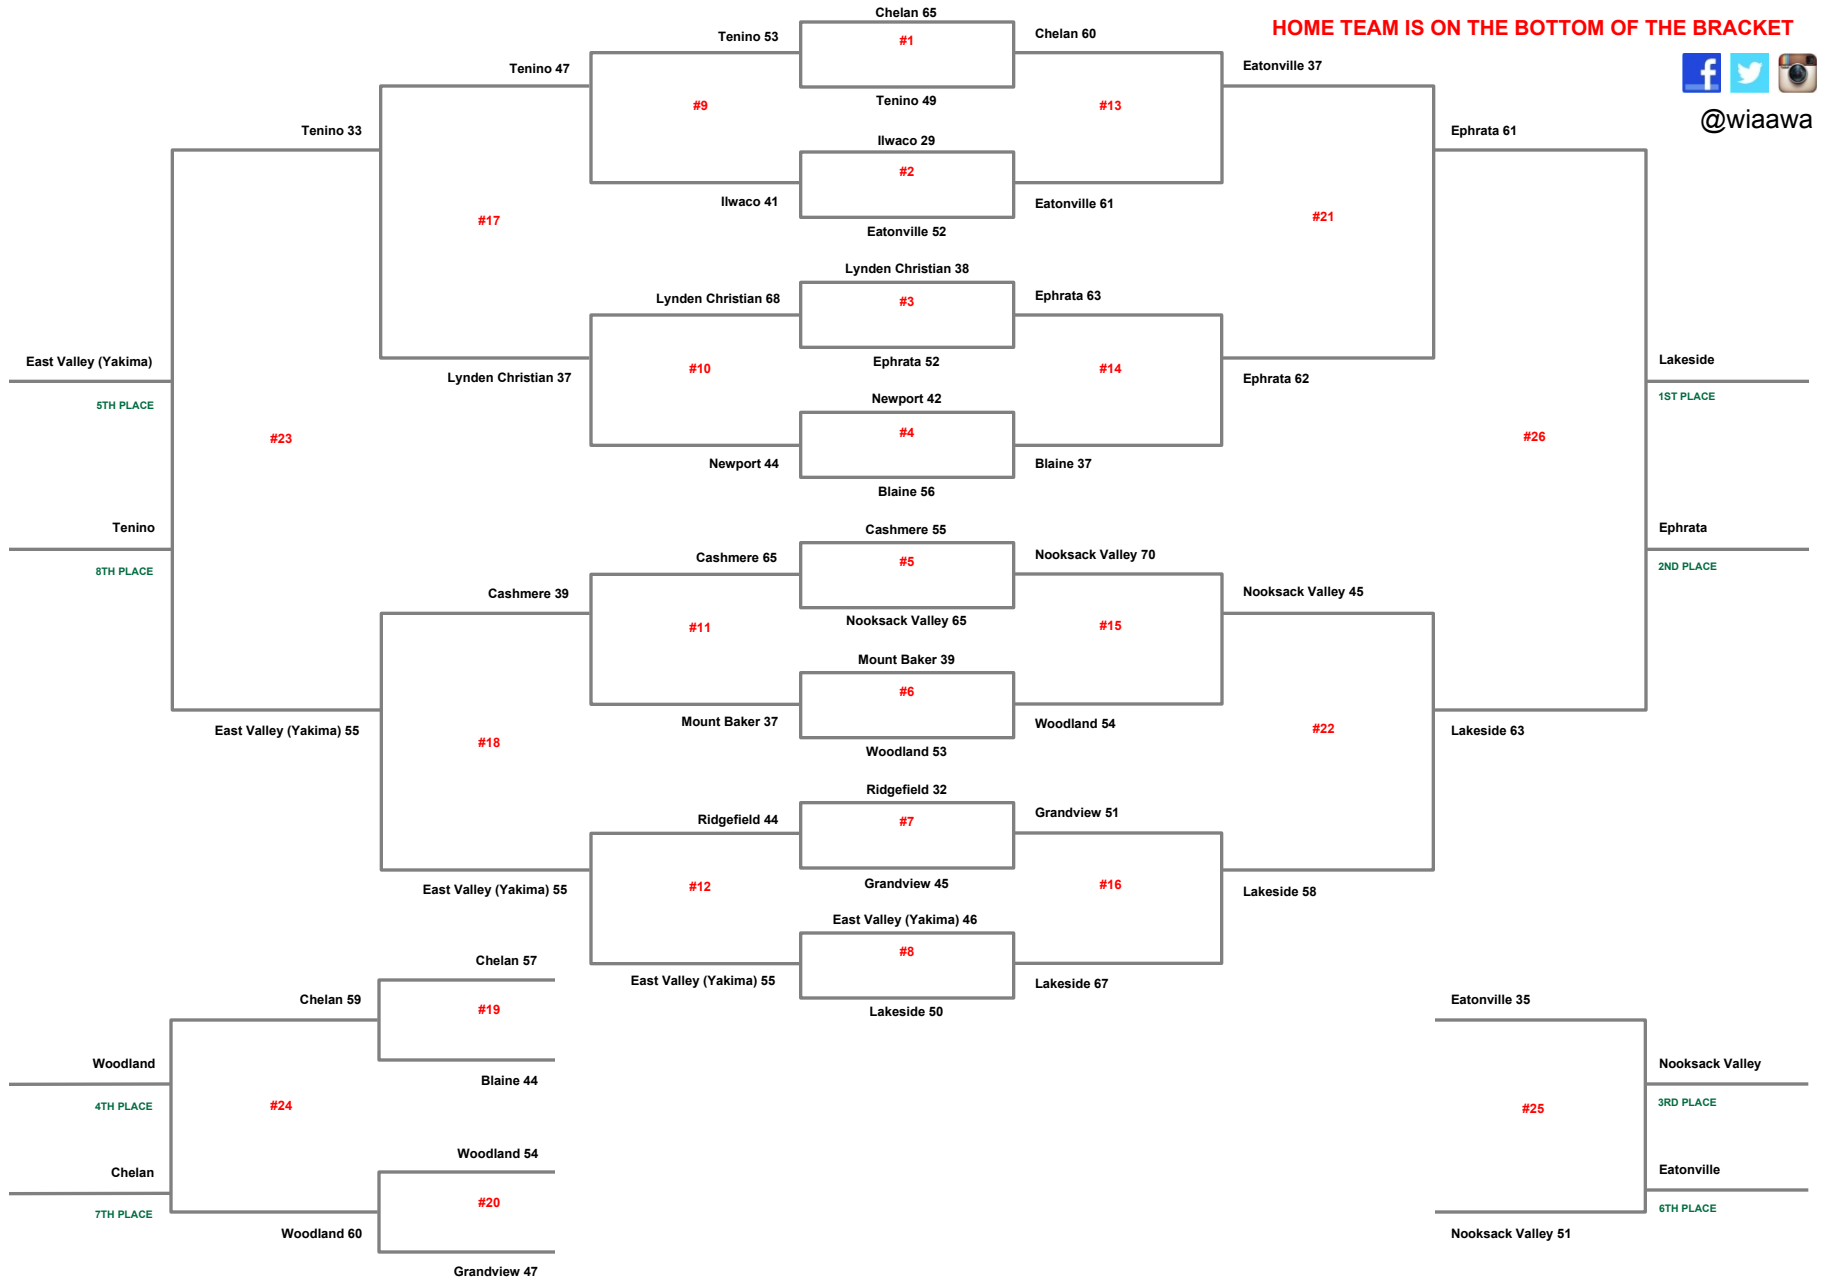 HOME TEAM IS ON THE BOTTOM OF THE BRACKET
@wiaawa
Chelan 65
#1
Tenino 49
Ilwaco 29
#2
Eatonville 52
Lynden Christian 38
#3
Ephrata 52
Newport 42
#4
Blaine 56
Cashmere 55
#5
Nooksack Valley 65
Mount Baker 39
#6
Woodland 53
Ridgefield 32
#7
Grandview 45
East Valley (Yakima) 46
#8
Lakeside 50
Tenino 53
#9
Ilwaco 41
Lynden Christian 68
#10
Newport 44
Cashmere 65
#11
Mount Baker 37
Ridgefield 44
#12
East Valley (Yakima) 55
Chelan 60
#13
Eatonville 61
Ephrata 63
#14
Blaine 37
Nooksack Valley 70
#15
Woodland 54
Grandview 51
#16
Lakeside 67
Tenino 47
#17
Lynden Christian 37
Cashmere 39
#18
East Valley (Yakima) 55
Chelan 57
#19
Blaine 44
Woodland 54
#20
Grandview 47
Eatonville 37
#21
Ephrata 62
Nooksack Valley 45
#22
Lakeside 58
Tenino 33
#23
East Valley (Yakima) 55
East Valley (Yakima)
5TH PLACE
Tenino
8TH PLACE
Chelan 59
#24
Woodland 60
Woodland
4TH PLACE
Chelan
7TH PLACE
Eatonville 35
#25
Nooksack Valley 51
Nooksack Valley
3RD PLACE
Eatonville
6TH PLACE
Ephrata 61
#26
Lakeside 63
Lakeside
1ST PLACE
Ephrata
2ND PLACE